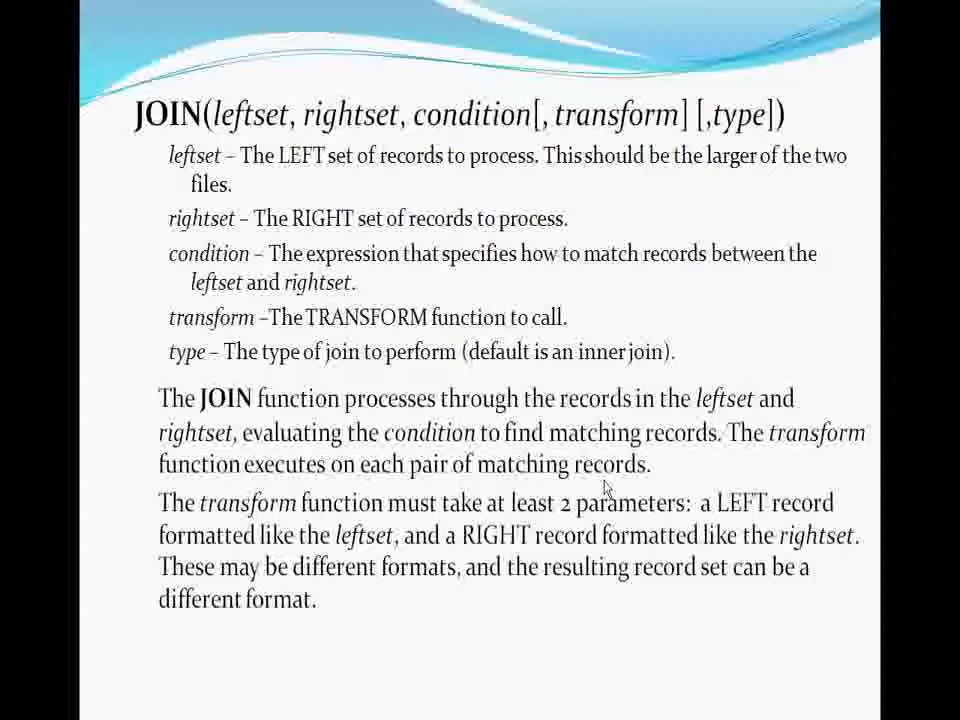 JOIN(leftset, rightset, condition[, transform] [,type])
leftset – The LEFT set of records to process. This should be the larger of the two
files.
rightset – The RIGHT set of records to process.
condition – The expression that specifies how to match records between the
leftset and rightset.
transform –The TRANSFORM function to call.
type – The type of join to perform (default is an inner join).
The JOIN function processes through the records in the leftset and
rightset, evaluating the condition to find matching records. The transform
function executes on each pair of matching records.
The transform function must take at least 2 parameters: a LEFT record
formatted like the leftset, and a RIGHT record formatted like the rightset.
These may be different formats, and the resulting record set can be a
different format.